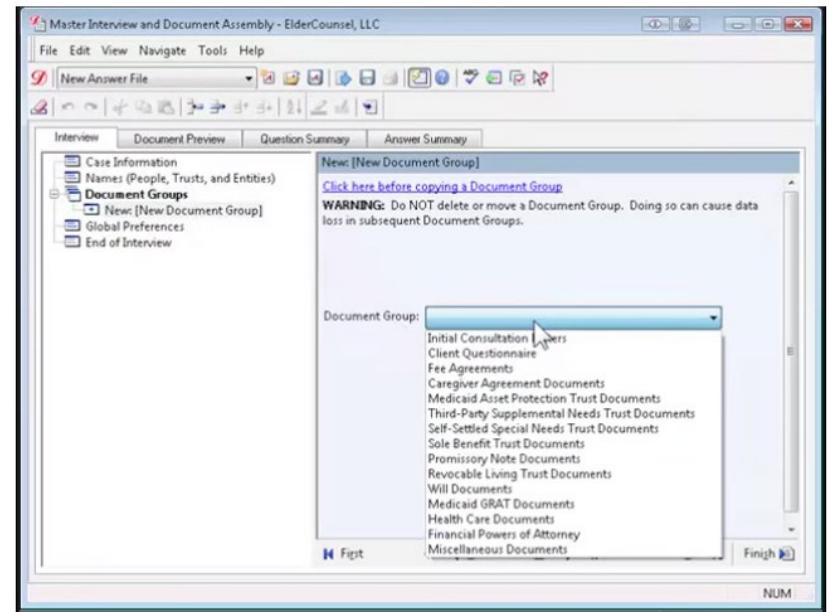 Master Interview and Document Assembly - ElderCounsel, LLC
File Edit View Navigate Tools Help
New Answer File
Interview Document Preview Question Summary Answer Summary
Case Information
Names (People, Trusts, and Entities)
Document Groups
New: [New Document Group]
Global Preferences
End of Interview
New: [New Document Group]
Click here before copying a Document Group
WARNING: Do NOT delete or move a Document Group. Doing so can cause data
loss in subsequent Document Groups.
Document Group:
Initial Consultation
Client Questionnaire
Fee Agreements
Caregiver Agreement Documents
Medicaid Asset Protection Trust Documents
Third-Party Supplemental Needs Trust Documents
Self-Settled Special Needs Trust Documents
Sole Benefit Trust Documents
Promissory Note Documents
Revocable Living Trust Documents
Will Documents
Medicaid GRAT Documents
Health Care Documents
Financial Powers of Attorney
Miscellaneous Documents
First
Finish
NUM